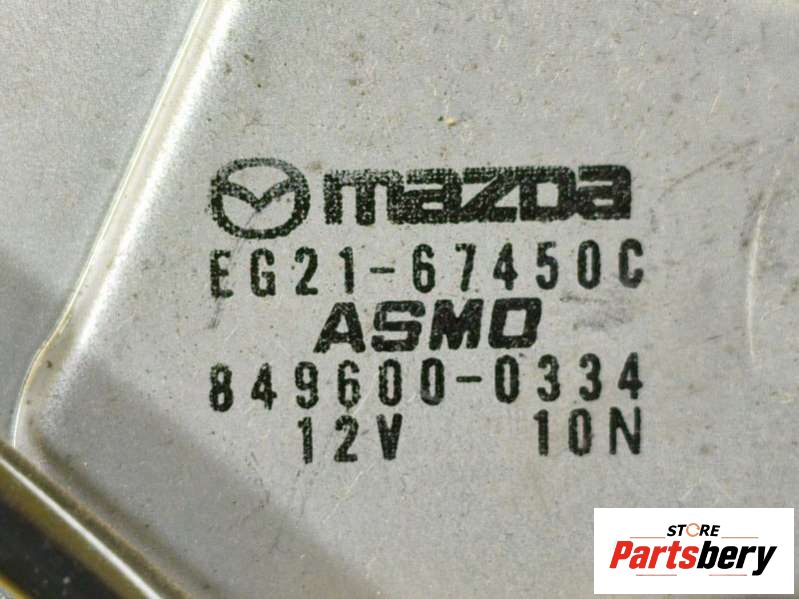 mazda
EG21-67450C
ASMO
849600-0334
12V 10N
STORE
Partsbery